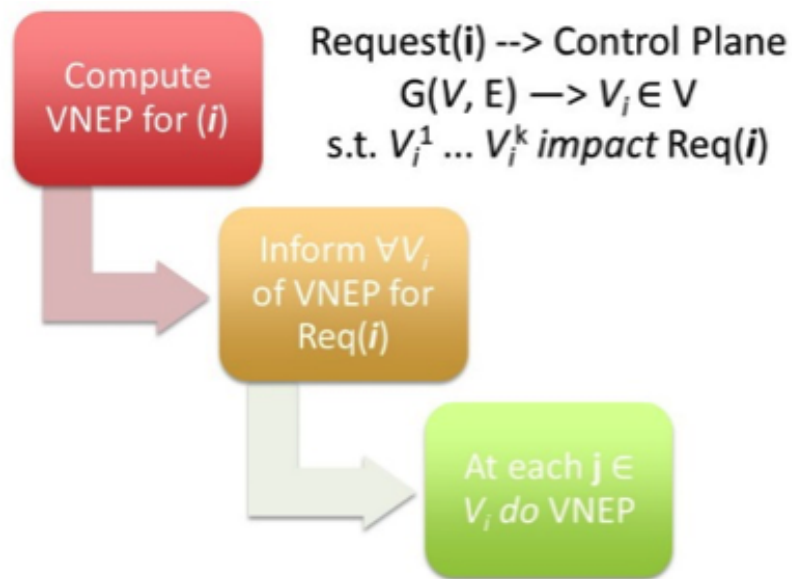 Compute
VNEP for (i)
Request(i) --> Control Plane
G(V, E) —> Vᵢ ∈ V
s.t. Vᵢ¹ ... Vᵢᵏ impact Req(i)
Inform ∀Vᵢ
of VNEP for
Req(i)
At each j ∈
Vᵢ do VNEP